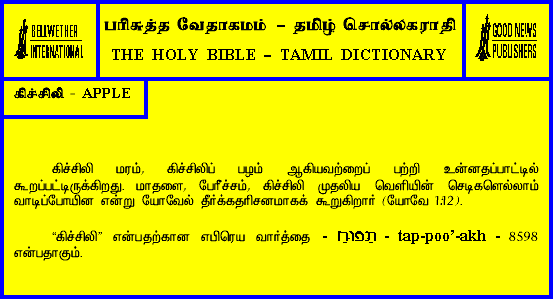 BELLWETHER
INTERNATIONAL
பரிசுத்த வேதாகமம் – தமிழ் சொல்லகராதி
THE HOLY BIBLE – TAMIL DICTIONARY
GOOD NEWS
PUBLISHERS
கிச்சிலி - APPLE
கிச்சிலி மரம், கிச்சிலிப் பழம் ஆகியவற்றைப் பற்றி உன்னதப்பாட்டில்
கூறப்பட்டிருக்கிறது. மாதளை, பேரீச்சம், கிச்சிலி முதலிய வெளியின் செடிகளெல்லாம்
வாடிப்போயின என்று யோவேல் தீர்க்கதரிசனமாகக் கூறுகிறார் (யோவே 1:12).
“கிச்சிலி” என்பதற்கான எபிரெய வார்த்தை - תפוח - tap-poo'-akh - 8598
என்பதாகும்.